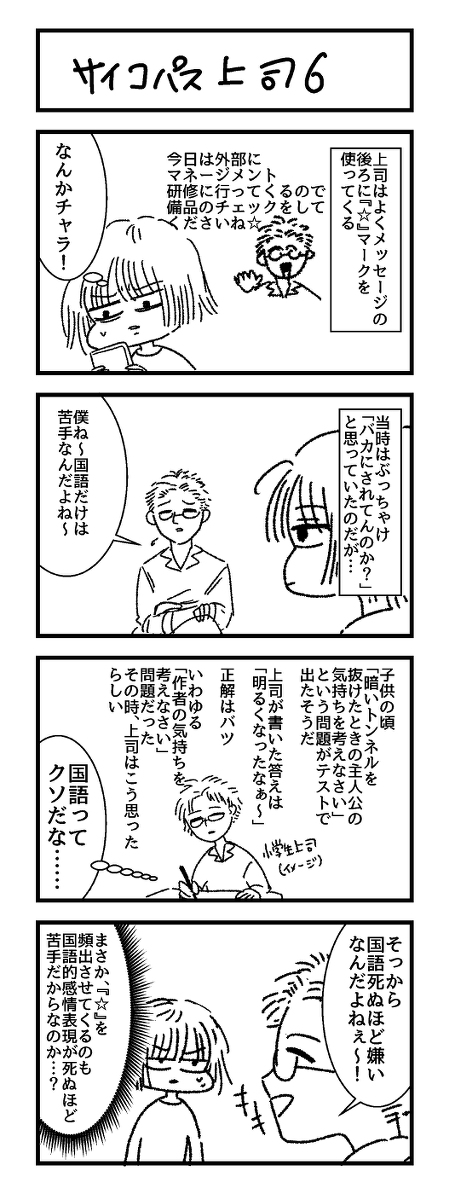 サイコパス上司6
上司はよくメッセージの
後ろに『☆』マークを
使ってくる
今日は外部に
マネージメント
研修に行ってくるので
備品のチェックをして
くださいね☆
なんかチャラ！
当時はぶっちゃけ
「バカにされてんのか？」
と思っていたのだが…
僕ね～国語だけは
苦手なんだよね～
子供の頃
「暗いトンネルを
抜けたときの主人公の
気持ちを考えなさい」
という問題がテストで
出たそうだ
上司が書いた答えは
「明るくなったなぁ～」
正解はバツ
いわゆる
「作者の気持ちを
考えなさい」
問題だった
その時、上司はこう思った
らしい
小学生上司
(イメージ)
国語って
クソだな……
そっから
国語死ぬほど嫌い
なんだよねぇ～！
まさか、『☆』を
頻出させてくるのも
国語的感情表現が死ぬほど
苦手だからなのか…？